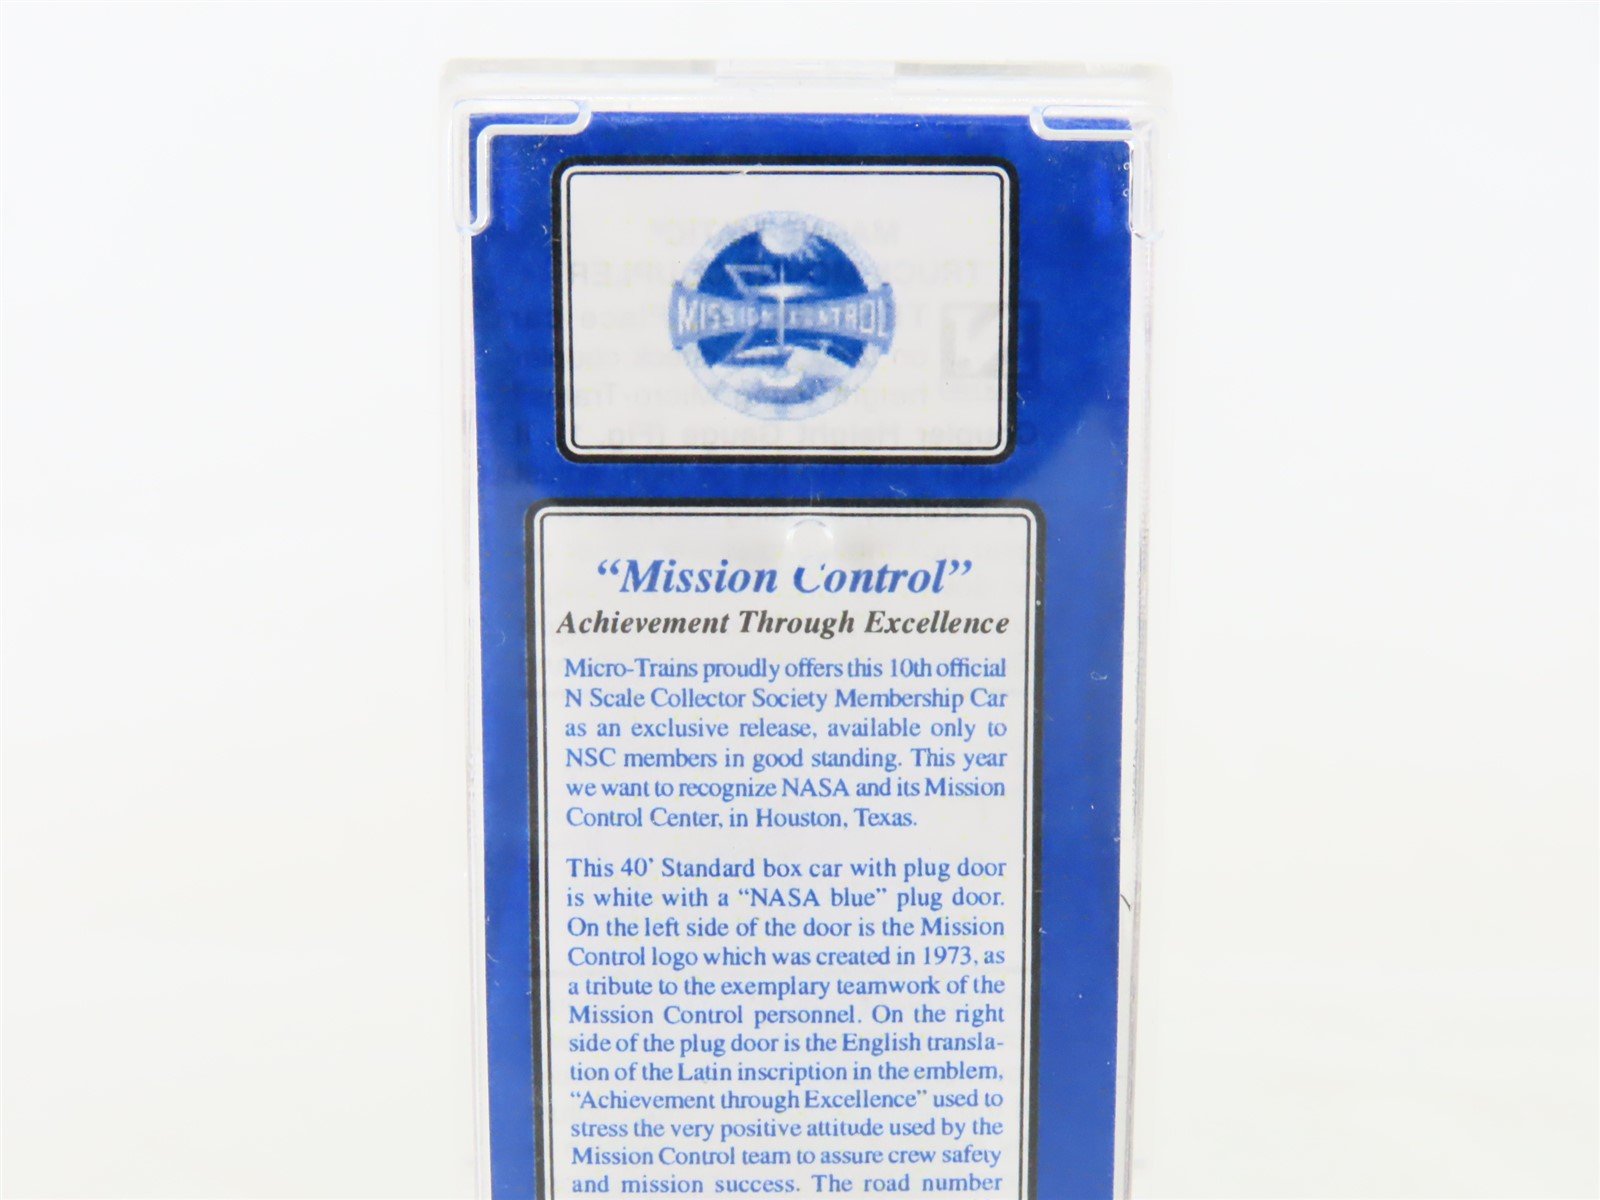 MISSION CONTROL
“Mission Control”
Achievement Through Excellence
Micro-Trains proudly offers this 10th official
N Scale Collector Society Membership Car
as an exclusive release, available only to
NSC members in good standing. This year
we want to recognize NASA and its Mission
Control Center, in Houston, Texas.
This 40' Standard box car with plug door
is white with a “NASA blue” plug door.
On the left side of the door is the Mission
Control logo which was created in 1973, as
a tribute to the exemplary teamwork of the
Mission Control personnel. On the right
side of the plug door is the English transla-
tion of the Latin inscription in the emblem,
“Achievement through Excellence” used to
stress the very positive attitude used by the
Mission Control team to assure crew safety
and mission success. The road number